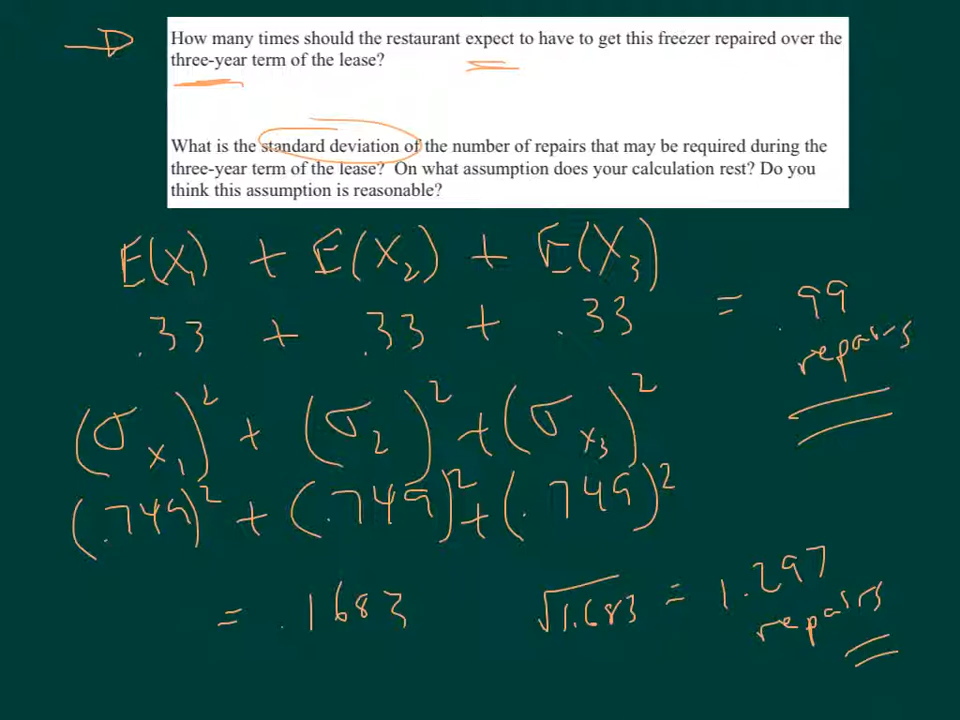 How many times should the restaurant expect to have to get this freezer repaired over the
three-year term of the lease?
What is the standard deviation of the number of repairs that may be required during the
three-year term of the lease? On what assumption does your calculation rest? Do you
think this assumption is reasonable?
E(X₁) + E(X₂) + E(X₃)
.33 + .33 + .33 = .99
repairs
(σ_x₁)² + (σ₂)² + (σ_x₃)²
(.749)² + (.749)² + (.749)²
= .1683 √1.683 = 1.297
repairs